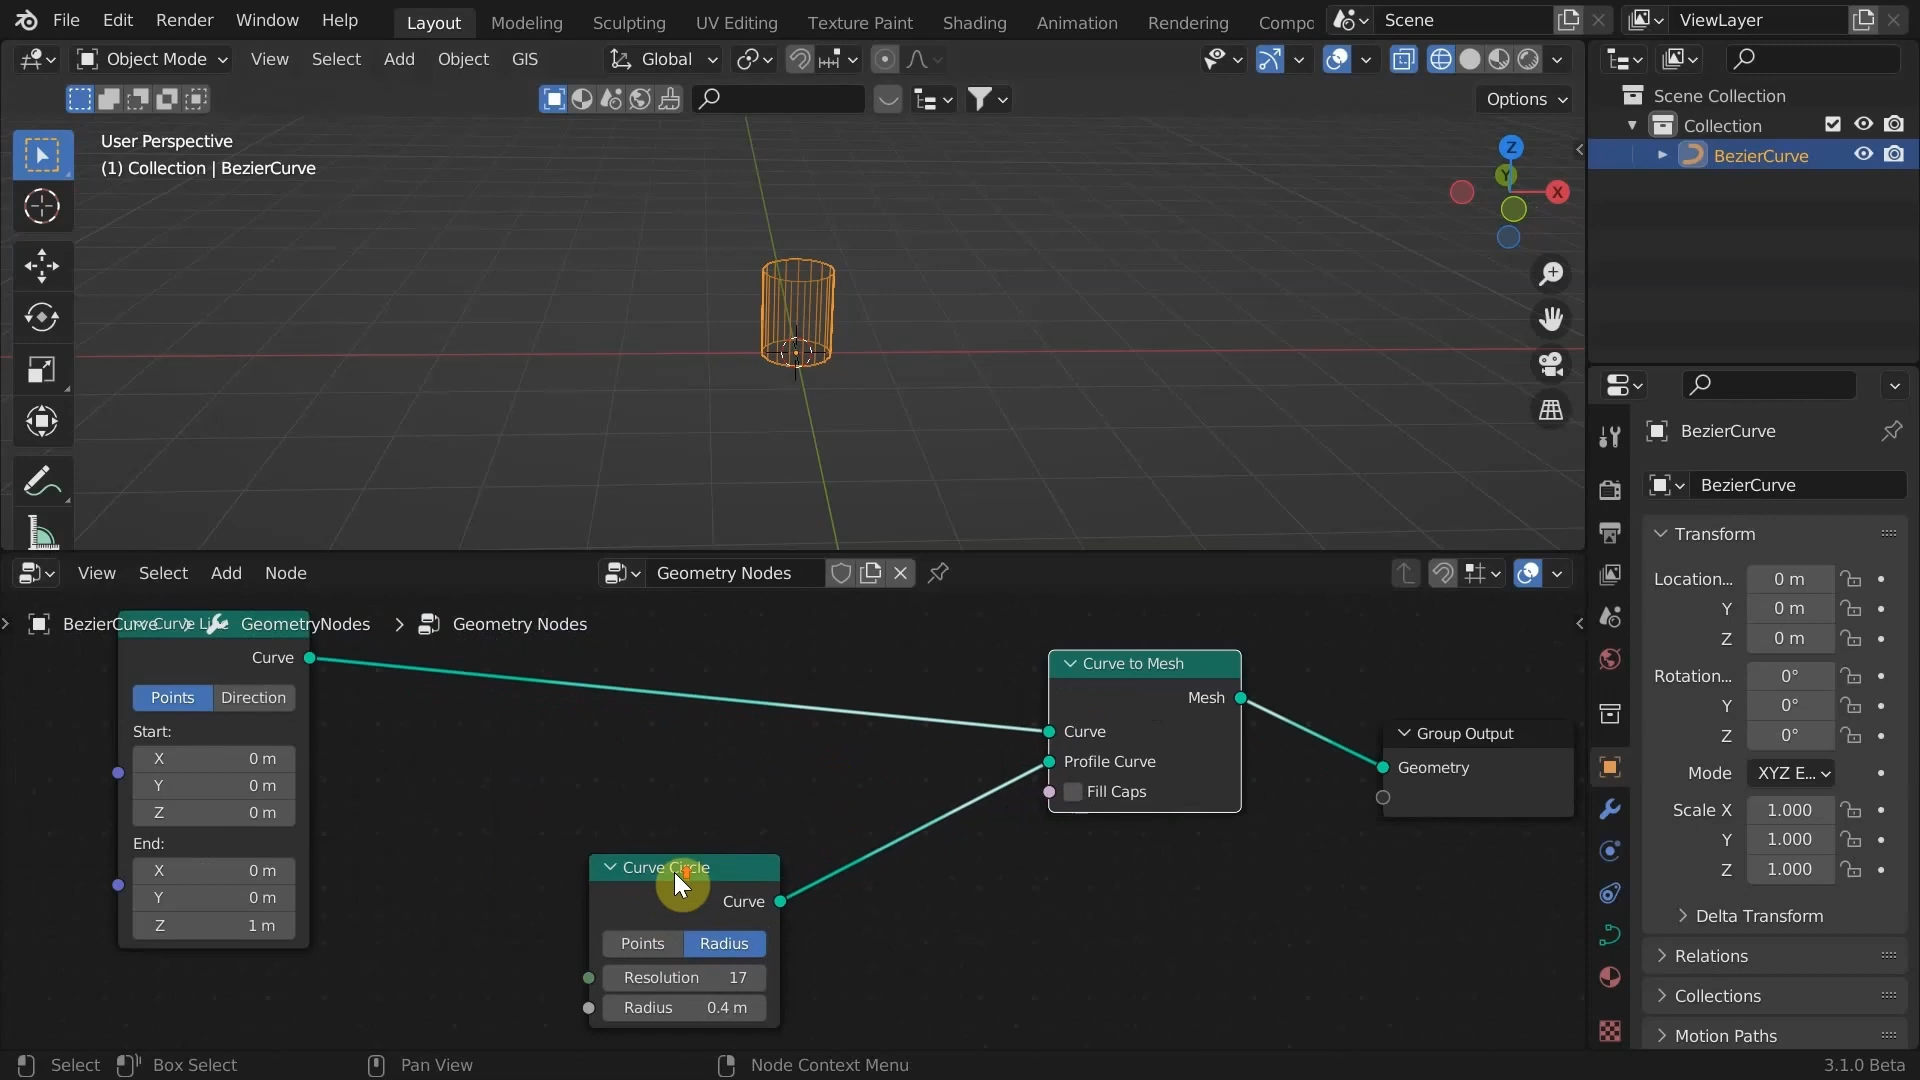 File Edit Render Window Help Layout Modeling Sculpting UV Editing Texture Paint Shading Animation Rendering Compo Scene ViewLayer
Object Mode View Select Add Object GIS Global
Options
User Perspective
(1) Collection | BezierCurve
Z
Y
X
Scene Collection
Collection
BezierCurve
BezierCurve
BezierCurve
Transform
Location... 0 m
Y 0 m
Z 0 m
Rotation... 0°
Y 0°
Z 0°
Mode XYZ E...
Scale X 1.000
Y 1.000
Z 1.000
Delta Transform
Relations
Collections
Motion Paths
View Select Add Node Geometry Nodes
BezierCurve > GeometryNodes > Geometry Nodes
Curve
Points Direction
Start:
X 0 m
Y 0 m
Z 0 m
End:
X 0 m
Y 0 m
Z 1 m
Curve Circle
Curve
Points Radius
Resolution 17
Radius 0.4 m
Curve to Mesh
Mesh
Curve
Profile Curve
Fill Caps
Group Output
Geometry
Select Box Select Pan View Node Context Menu 3.1.0 Beta